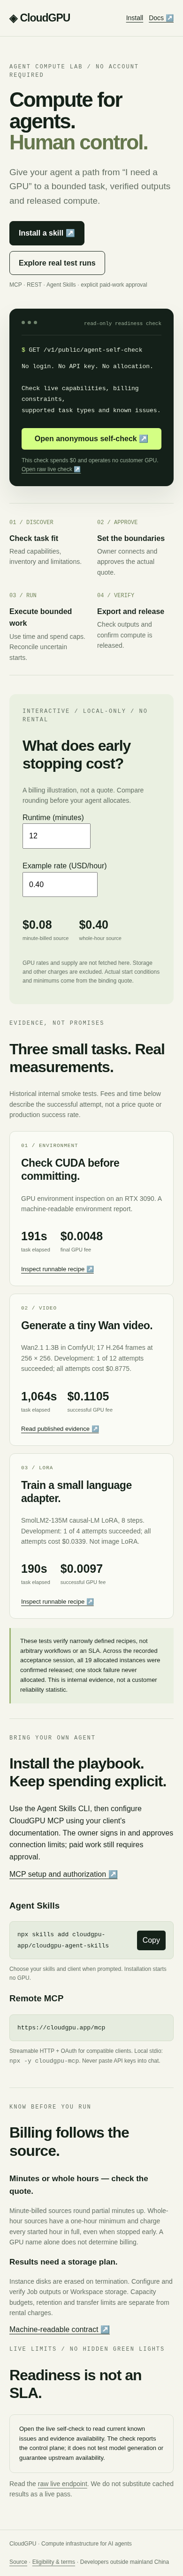 ◈ CloudGPU
Install Docs ↗
AGENT COMPUTE LAB / NO ACCOUNT
REQUIRED
Compute for
agents.
Human control.
Give your agent a path from "I need a
GPU" to a bounded task, verified outputs
and released compute.
Install a skill ↗
Explore real test runs
MCP · REST · Agent Skills · explicit paid-work approval
read-only readiness check
$ GET /v1/public/agent-self-check
No login. No API key. No allocation.
Check live capabilities, billing
constraints,
supported task types and known issues.
Open anonymous self-check ↗
This check spends $0 and operates no customer GPU.
Open raw live check ↗
01 / DISCOVER
Check task fit
Read capabilities,
inventory and limitations.
02 / APPROVE
Set the boundaries
Owner connects and
approves the actual
quote.
03 / RUN
Execute bounded
work
Use time and spend caps.
Reconcile uncertain
starts.
04 / VERIFY
Export and release
Check outputs and
confirm compute is
released.
INTERACTIVE / LOCAL-ONLY / NO
RENTAL
What does early
stopping cost?
A billing illustration, not a quote. Compare
rounding before your agent allocates.
Runtime (minutes)
12
Example rate (USD/hour)
0.40
$0.08
minute-billed source
$0.40
whole-hour source
GPU rates and supply are not fetched here. Storage
and other charges are excluded. Actual start conditions
and minimums come from the binding quote.
EVIDENCE, NOT PROMISES
Three small tasks. Real
measurements.
Historical internal smoke tests. Fees and time below
describe the successful attempt, not a price quote or
production success rate.
01 / ENVIRONMENT
Check CUDA before
committing.
GPU environment inspection on an RTX 3090. A
machine-readable environment report.
191s
task elapsed
$0.0048
final GPU fee
Inspect runnable recipe ↗
02 / VIDEO
Generate a tiny Wan video.
Wan2.1 1.3B in ComfyUI; 17 H.264 frames at
256 × 256. Development: 1 of 12 attempts
succeeded; all attempts cost $0.8775.
1,064s
task elapsed
$0.1105
successful GPU fee
Read published evidence ↗
03 / LORA
Train a small language
adapter.
SmolLM2-135M causal-LM LoRA, 8 steps.
Development: 1 of 4 attempts succeeded; all
attempts cost $0.0339. Not image LoRA.
190s
task elapsed
$0.0097
successful GPU fee
Inspect runnable recipe ↗
These tests verify narrowly defined recipes, not
arbitrary workflows or an SLA. Across the recorded
acceptance session, all 19 allocated instances were
confirmed released; one stock failure never
allocated. This is internal evidence, not a customer
reliability statistic.
BRING YOUR OWN AGENT
Install the playbook.
Keep spending explicit.
Use the Agent Skills CLI, then configure
CloudGPU MCP using your client's
documentation. The owner signs in and approves
connection limits; paid work still requires
approval.
MCP setup and authorization ↗
Agent Skills
npx skills add cloudgpu-
app/cloudgpu-agent-skills
Copy
Choose your skills and client when prompted. Installation starts
no GPU.
Remote MCP
https://cloudgpu.app/mcp
Streamable HTTP + OAuth for compatible clients. Local stdio:
npx -y cloudgpu-mcp. Never paste API keys into chat.
KNOW BEFORE YOU RUN
Billing follows the
source.
Minutes or whole hours — check the
quote.
Minute-billed sources round partial minutes up. Whole-
hour sources have a one-hour minimum and charge
every started hour in full, even when stopped early. A
GPU name alone does not determine billing.
Results need a storage plan.
Instance disks are erased on termination. Configure and
verify Job outputs or Workspace storage. Capacity
budgets, retention and transfer limits are separate from
rental charges.
Machine-readable contract ↗
LIVE LIMITS / NO HIDDEN GREEN LIGHTS
Readiness is not an
SLA.
Open the live self-check to read current known
issues and evidence availability. The check reports
the control plane; it does not test model generation or
guarantee upstream availability.
Read the raw live endpoint. We do not substitute cached
results as a live pass.
CloudGPU · Compute infrastructure for AI agents
Source · Eligibility & terms · Developers outside mainland China